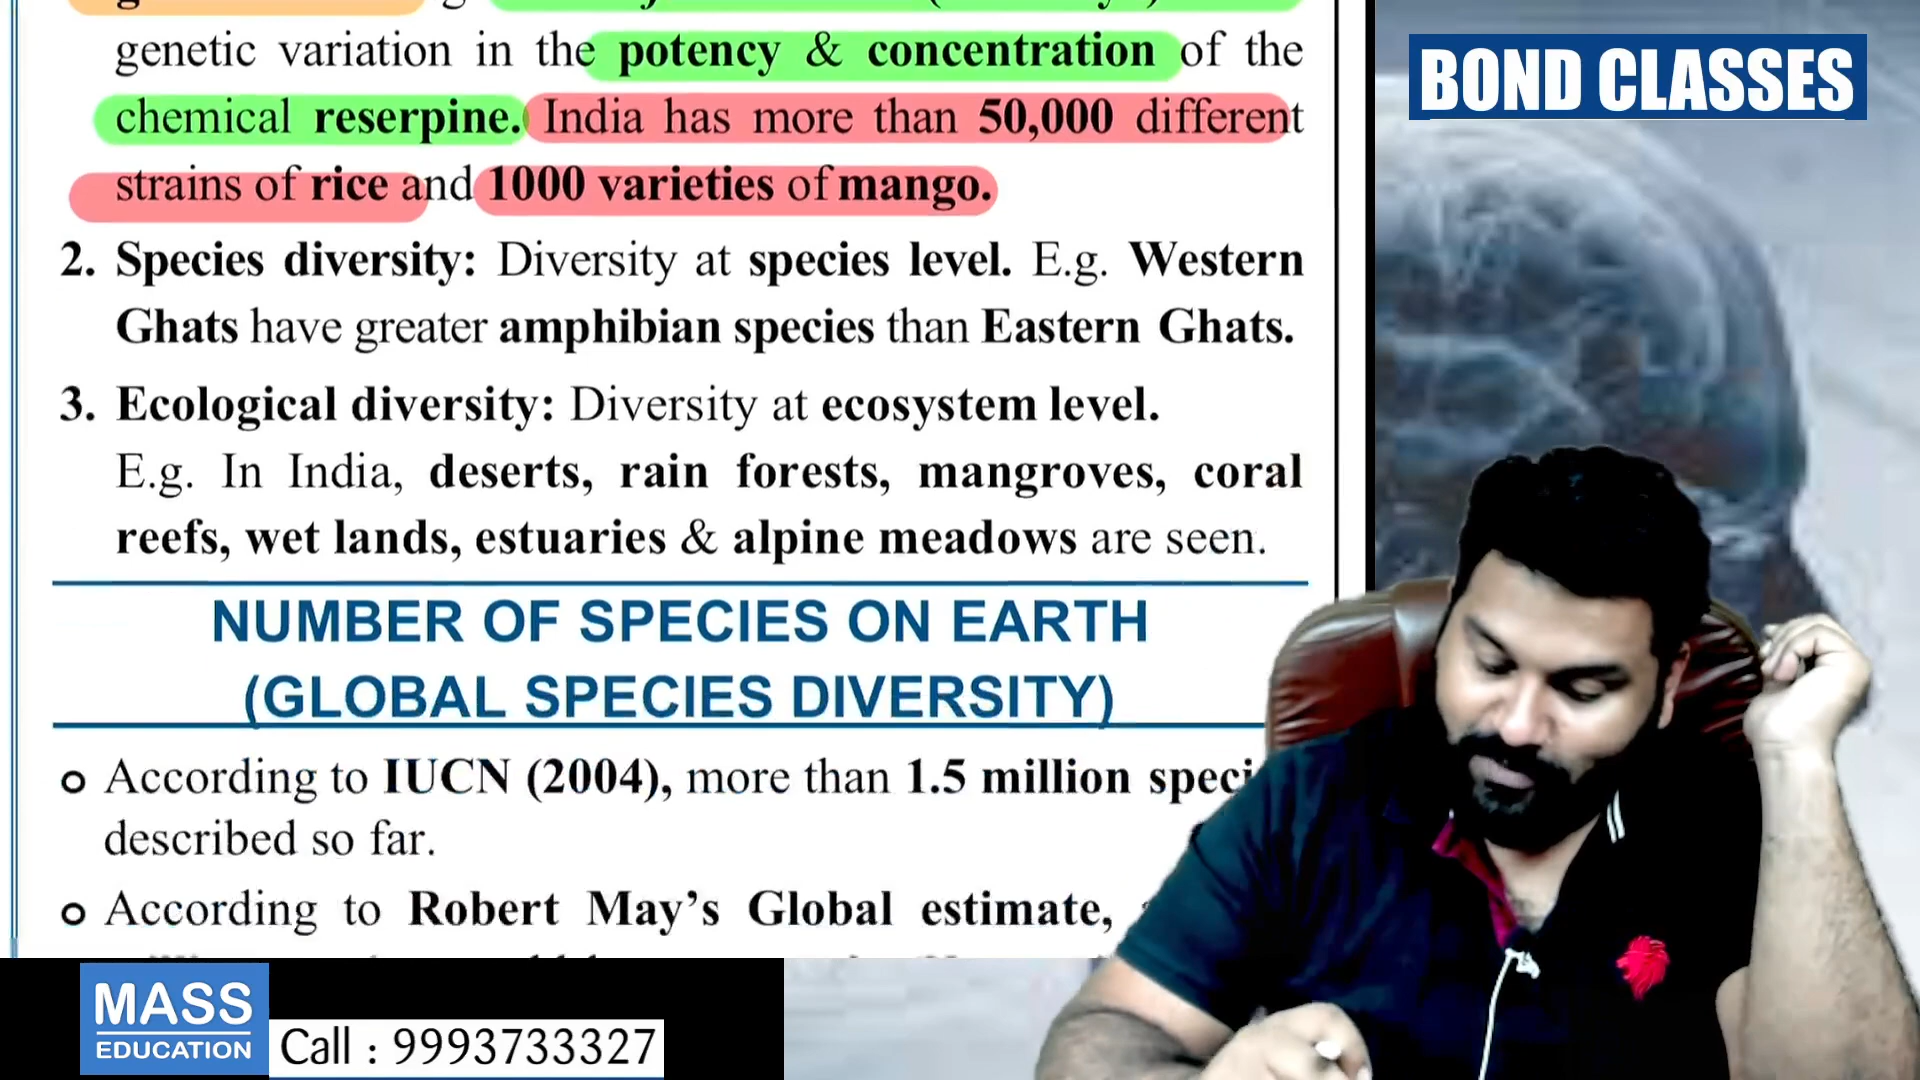 genetic variation in the potency & concentration of the
chemical reserpine. India has more than 50,000 different
strains of rice and 1000 varieties of mango.
2. Species diversity: Diversity at species level. E.g. Western
Ghats have greater amphibian species than Eastern Ghats.
3. Ecological diversity: Diversity at ecosystem level.
E.g. In India, deserts, rain forests, mangroves, coral
reefs, wet lands, estuaries & alpine meadows are seen.
NUMBER OF SPECIES ON EARTH
(GLOBAL SPECIES DIVERSITY)
o According to IUCN (2004), more than 1.5 million speci
described so far.
o According to Robert May’s Global estimate,
BOND CLASSES
MASS
EDUCATION
Call : 9993733327